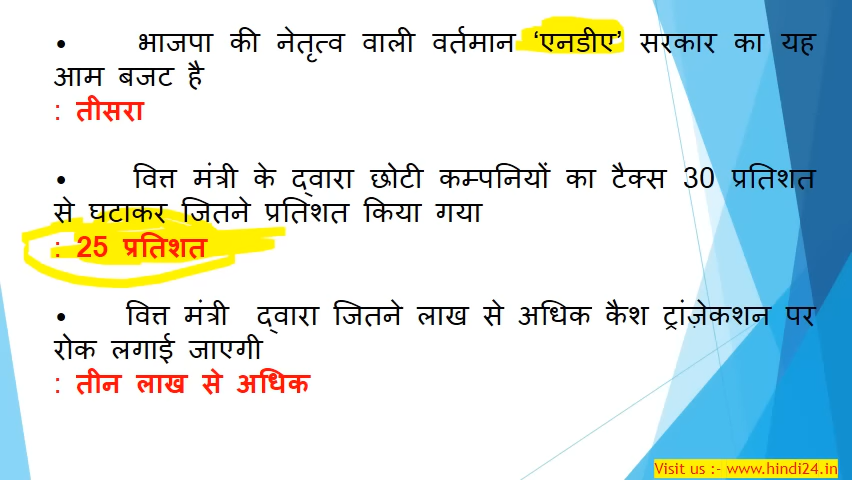 • भाजपा की नेतृत्व वाली वर्तमान ‘एनडीए’ सरकार का यह
आम बजट है
: तीसरा
• वित्त मंत्री के द्वारा छोटी कम्पनियों का टैक्स 30 प्रतिशत
से घटाकर जितने प्रतिशत किया गया
: 25 प्रतिशत
• वित्त मंत्री द्वारा जितने लाख से अधिक कैश ट्रांज़ेकशन पर
रोक लगाई जाएगी
: तीन लाख से अधिक
Visit us :- www.hindi24.in